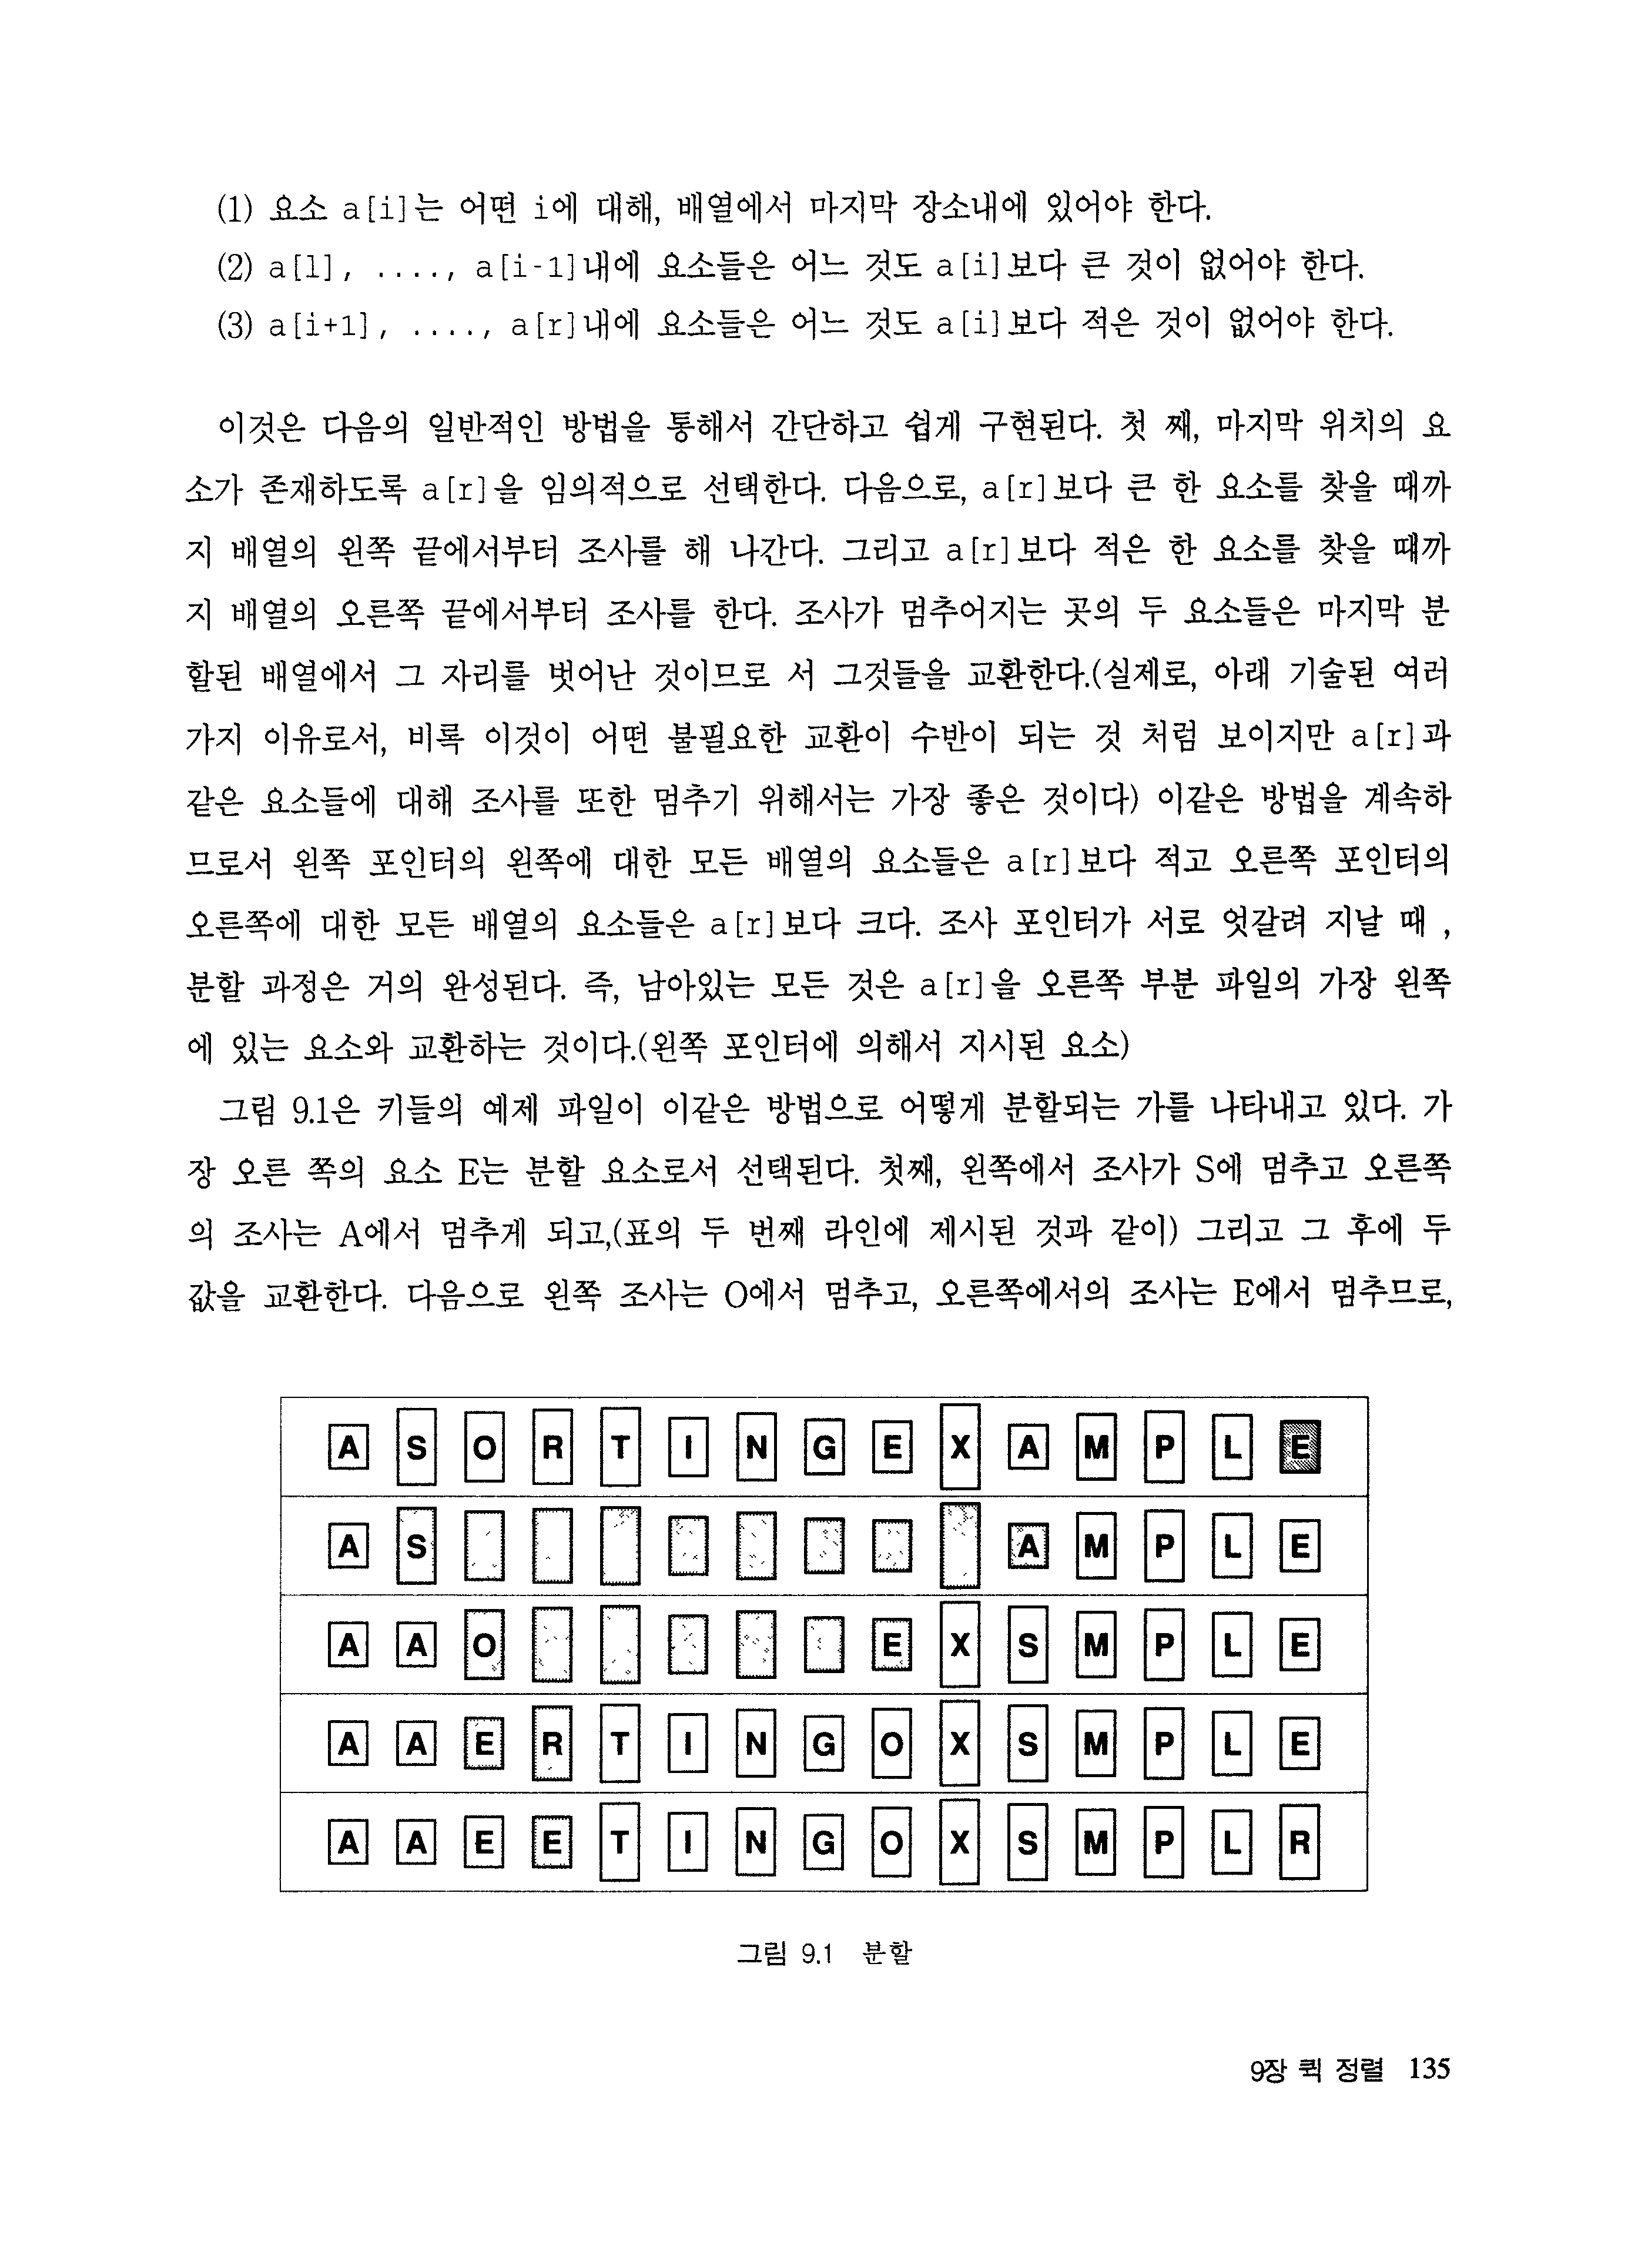 (1) 요소 a[i]는 어떤 i에 대해, 배열에서 마지막 장소내에 있어야 한다.
(2) a[l], ...., a[i-1]내에 요소들은 어느 것도 a[i]보다 큰 것이 없어야 한다.
(3) a[i+1], ...., a[r]내에 요소들은 어느 것도 a[i]보다 적은 것이 없어야 한다.
이것은 다음의 일반적인 방법을 통해서 간단하고 쉽게 구현된다. 첫 째, 마지막 위치의 요
소가 존재하도록 a[r]을 임의적으로 선택한다. 다음으로, a[r]보다 큰 한 요소를 찾을 때까
지 배열의 왼쪽 끝에서부터 조사를 해 나간다. 그리고 a[r]보다 적은 한 요소를 찾을 때까
지 배열의 오른쪽 끝에서부터 조사를 한다. 조사가 멈추어지는 곳의 두 요소들은 마지막 분
할된 배열에서 그 자리를 벗어난 것이므로 서 그것들을 교환한다.(실제로, 아래 기술된 여러
가지 이유로서, 비록 이것이 어떤 불필요한 교환이 수반이 되는 것 처럼 보이지만 a[r]과
같은 요소들에 대해 조사를 또한 멈추기 위해서는 가장 좋은 것이다) 이같은 방법을 계속하
므로서 왼쪽 포인터의 왼쪽에 대한 모든 배열의 요소들은 a[r]보다 적고 오른쪽 포인터의
오른쪽에 대한 모든 배열의 요소들은 a[r]보다 크다. 조사 포인터가 서로 엇갈려 지날 때 ,
분할 과정은 거의 완성된다. 즉, 남아있는 모든 것은 a[r]을 오른쪽 부분 파일의 가장 왼쪽
에 있는 요소와 교환하는 것이다.(왼쪽 포인터에 의해서 지시된 요소)
그림 9.1은 키들의 예제 파일이 이같은 방법으로 어떻게 분할되는 가를 나타내고 있다. 가
장 오른 쪽의 요소 E는 분할 요소로서 선택된다. 첫째, 왼쪽에서 조사가 S에 멈추고 오른쪽
의 조사는 A에서 멈추게 되고,(표의 두 번째 라인에 제시된 것과 같이) 그리고 그 후에 두
값을 교환한다. 다음으로 왼쪽 조사는 O에서 멈추고, 오른쪽에서의 조사는 E에서 멈추므로,
A S O R T I N G E X A M P L E
A S A M P L E
A A O E X S M P L E
A A E R T I N G O X S M P L E
A A E E T I N G O X S M P L R
그림 9.1 분할
9장 퀵 정렬 135